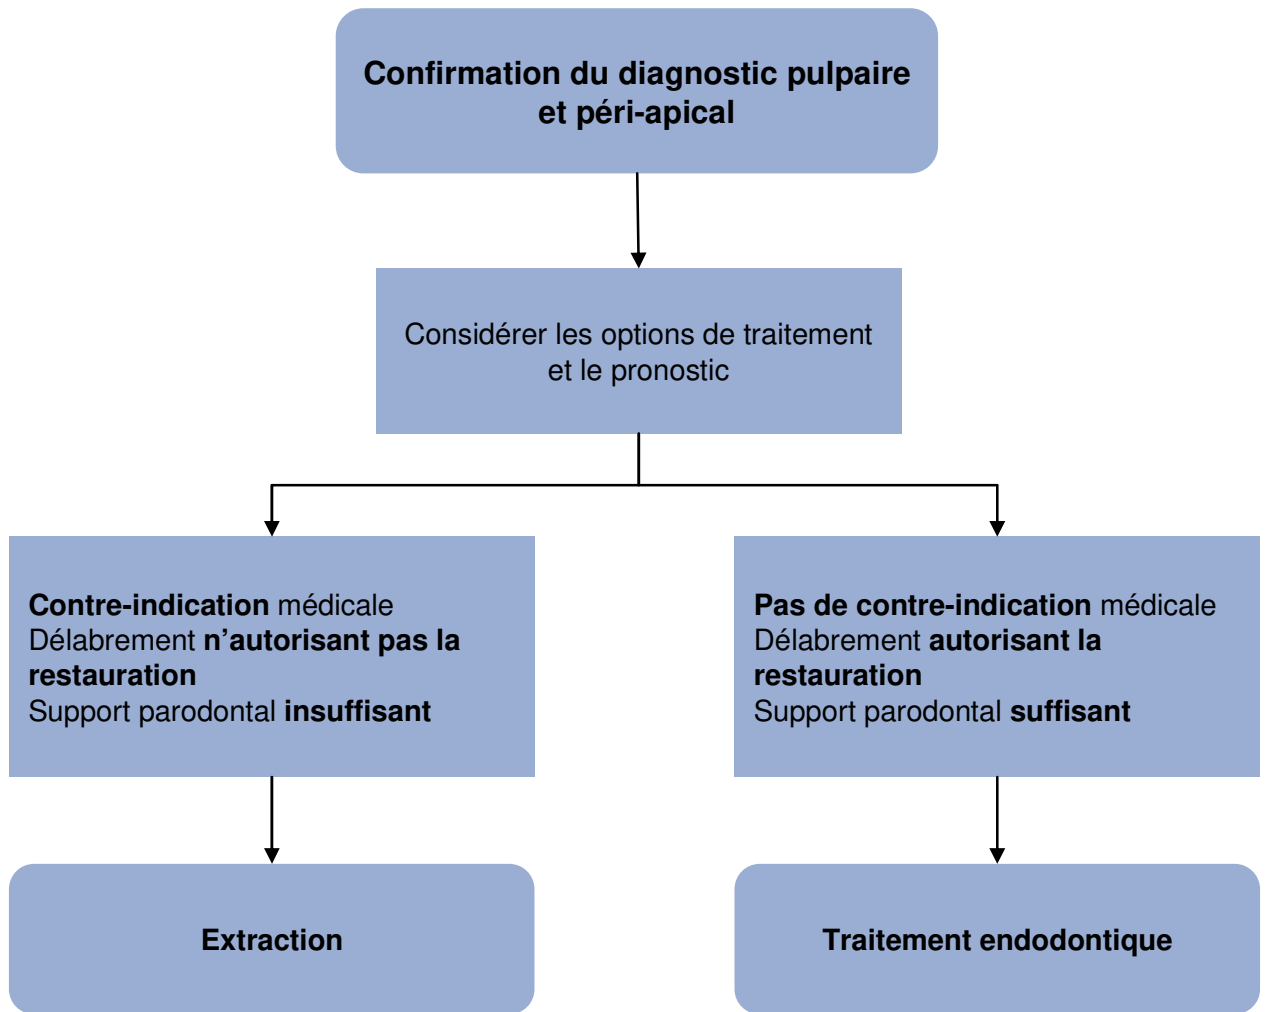 Confirmation du diagnostic pulpaire
et péri-apical
Considérer les options de traitement
et le pronostic
Contre-indication médicale
Délabrement n’autorisant pas la
restauration
Support parodontal insuffisant
Pas de contre-indication médicale
Délabrement autorisant la
restauration
Support parodontal suffisant
Extraction
Traitement endodontique